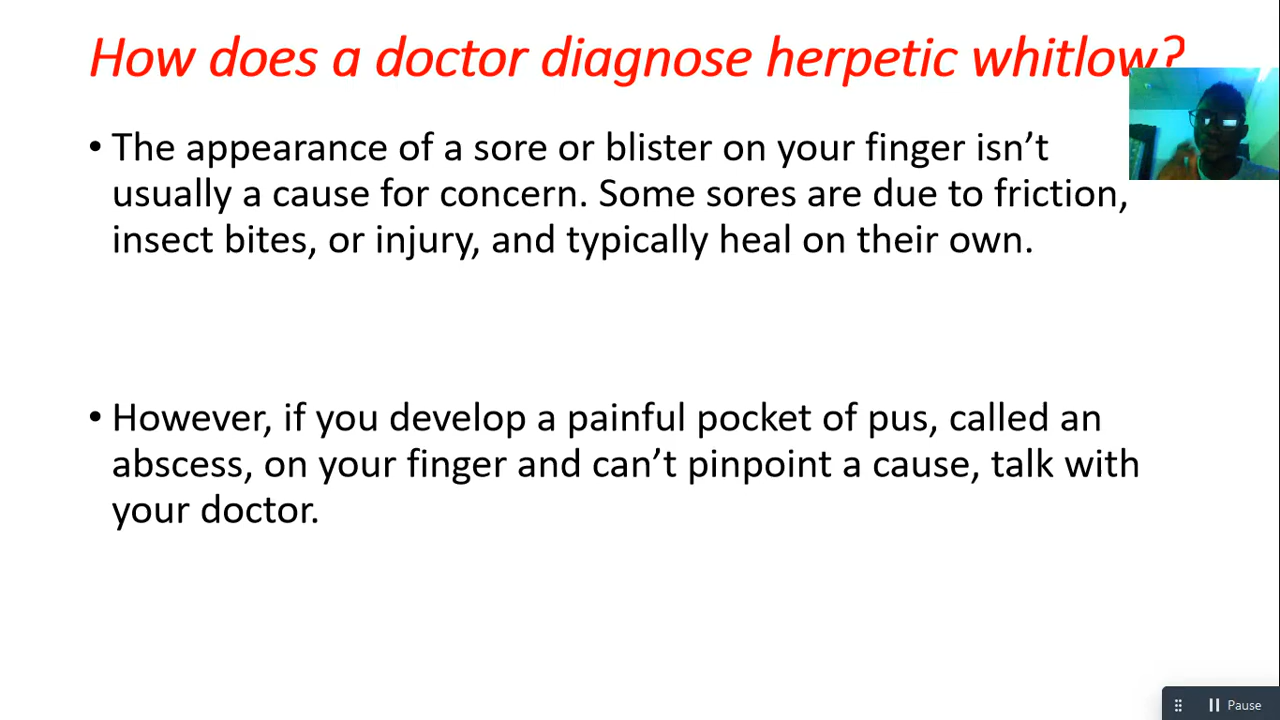 How does a doctor diagnose herpetic whitlow?
• The appearance of a sore or blister on your finger isn’t
usually a cause for concern. Some sores are due to friction,
insect bites, or injury, and typically heal on their own.
• However, if you develop a painful pocket of pus, called an
abscess, on your finger and can’t pinpoint a cause, talk with
your doctor.
Pause